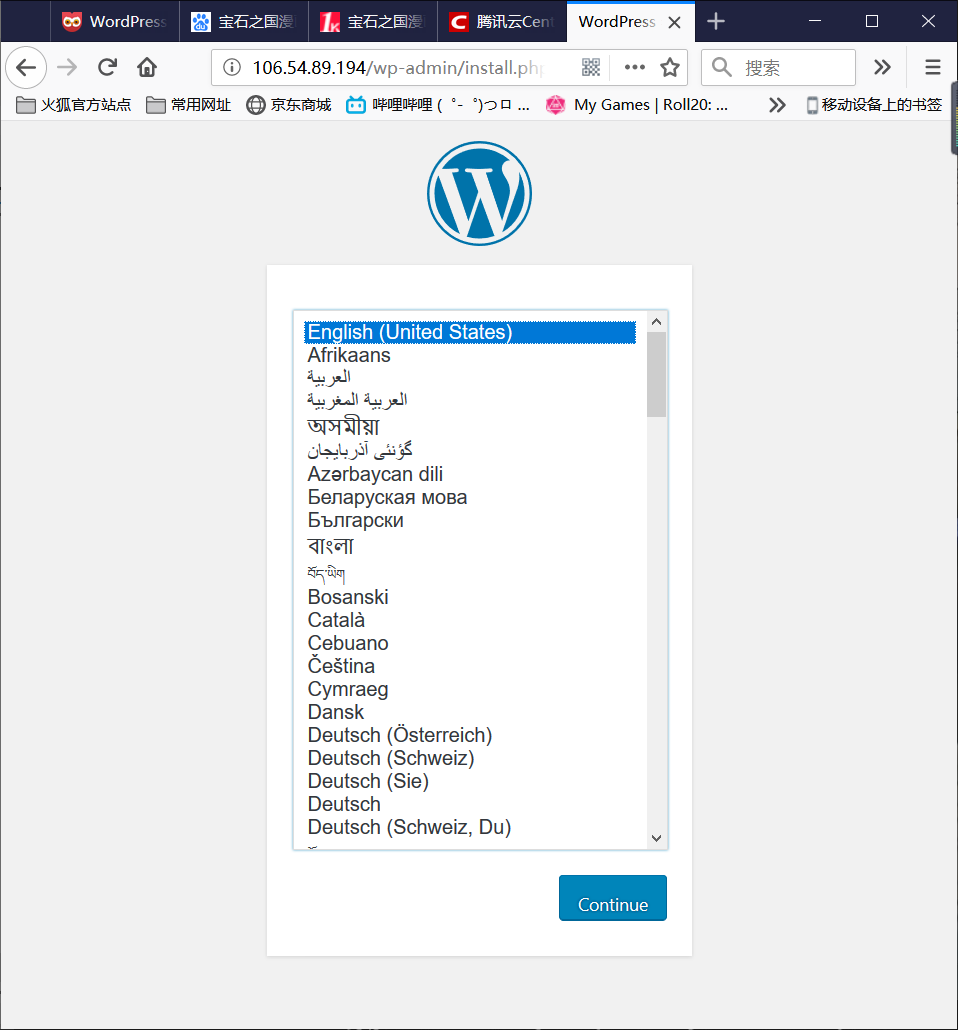 WordPress
宝石之国漫
宝石之国漫
腾讯云Cent
WordPress
106.54.89.194/wp-admin/install.php
搜索
火狐官方站点
常用网址
京东商城
哔哩哔哩 ( ゜- ゜)つロ ...
My Games | Roll20: ...
移动设备上的书签
English (United States)
Afrikaans
العربية
العربية المغربية
অসমীয়া
گؤنئی آذربایجان
Azərbaycan dili
Беларуская мова
Български
বাংলা
བོད་ཡིག
Bosanski
Català
Cebuano
Čeština
Cymraeg
Dansk
Deutsch (Österreich)
Deutsch (Schweiz)
Deutsch (Sie)
Deutsch
Deutsch (Schweiz, Du)
Continue